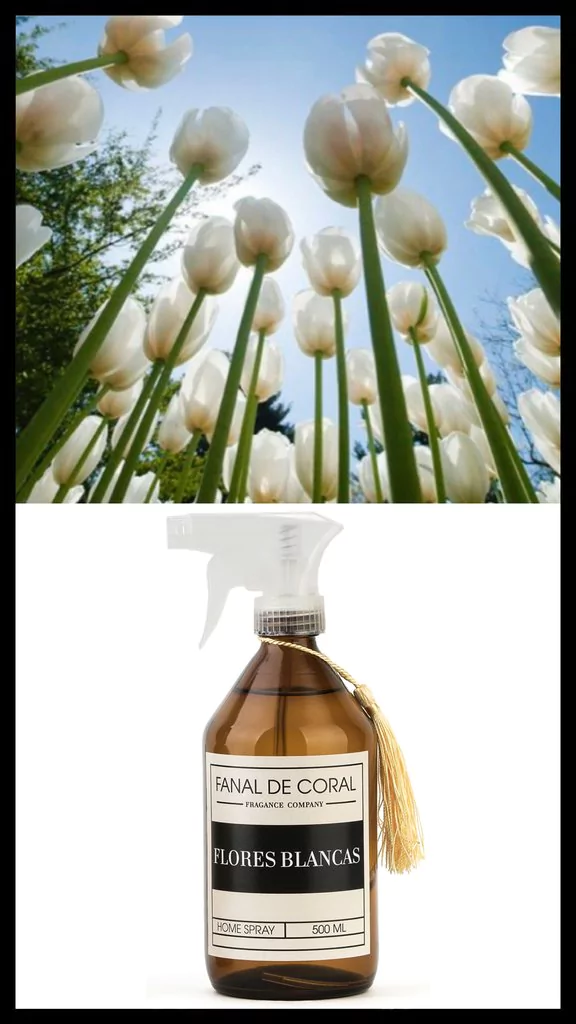 FANAL DE CORAL
FRAGANCE COMPANY
FLORES BLANCAS
HOME SPRAY 500 ML